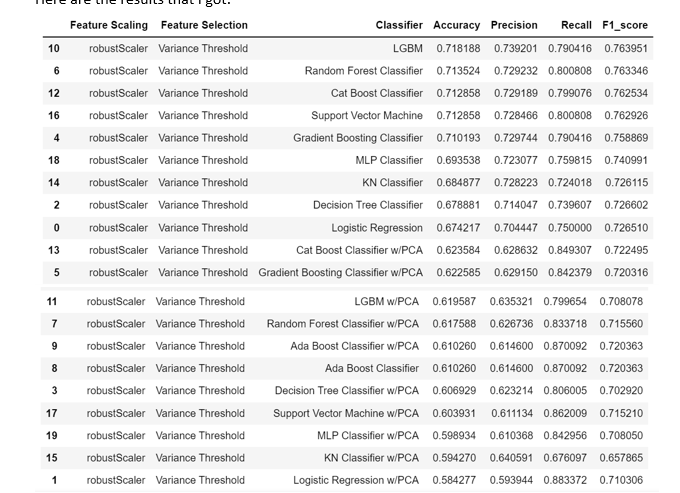 Here are the results that I got:
Feature Scaling Feature Selection Classifier Accuracy Precision Recall F1_score
10 robustScaler Variance Threshold LGBM 0.718188 0.739201 0.790416 0.763951
6 robustScaler Variance Threshold Random Forest Classifier 0.713524 0.729232 0.800808 0.763346
12 robustScaler Variance Threshold Cat Boost Classifier 0.712858 0.729189 0.799076 0.762534
16 robustScaler Variance Threshold Support Vector Machine 0.712858 0.728466 0.800808 0.762926
4 robustScaler Variance Threshold Gradient Boosting Classifier 0.710193 0.729744 0.790416 0.758869
18 robustScaler Variance Threshold MLP Classifier 0.693538 0.723077 0.759815 0.740991
14 robustScaler Variance Threshold KN Classifier 0.684877 0.728223 0.724018 0.726115
2 robustScaler Variance Threshold Decision Tree Classifier 0.678881 0.714047 0.739607 0.726602
0 robustScaler Variance Threshold Logistic Regression 0.674217 0.704447 0.750000 0.726510
13 robustScaler Variance Threshold Cat Boost Classifier w/PCA 0.623584 0.628632 0.849307 0.722495
5 robustScaler Variance Threshold Gradient Boosting Classifier w/PCA 0.622585 0.629150 0.842379 0.720316
11 robustScaler Variance Threshold LGBM w/PCA 0.619587 0.635321 0.799654 0.708078
7 robustScaler Variance Threshold Random Forest Classifier w/PCA 0.617588 0.626736 0.833718 0.715560
9 robustScaler Variance Threshold Ada Boost Classifier w/PCA 0.610260 0.614600 0.870092 0.720363
8 robustScaler Variance Threshold Ada Boost Classifier 0.610260 0.614600 0.870092 0.720363
3 robustScaler Variance Threshold Decision Tree Classifier w/PCA 0.606929 0.623214 0.806005 0.702920
17 robustScaler Variance Threshold Support Vector Machine w/PCA 0.603931 0.611134 0.862009 0.715210
19 robustScaler Variance Threshold MLP Classifier w/PCA 0.598934 0.610368 0.842956 0.708050
15 robustScaler Variance Threshold KN Classifier w/PCA 0.594270 0.640591 0.676097 0.657865
1 robustScaler Variance Threshold Logistic Regression w/PCA 0.584277 0.593944 0.883372 0.710306